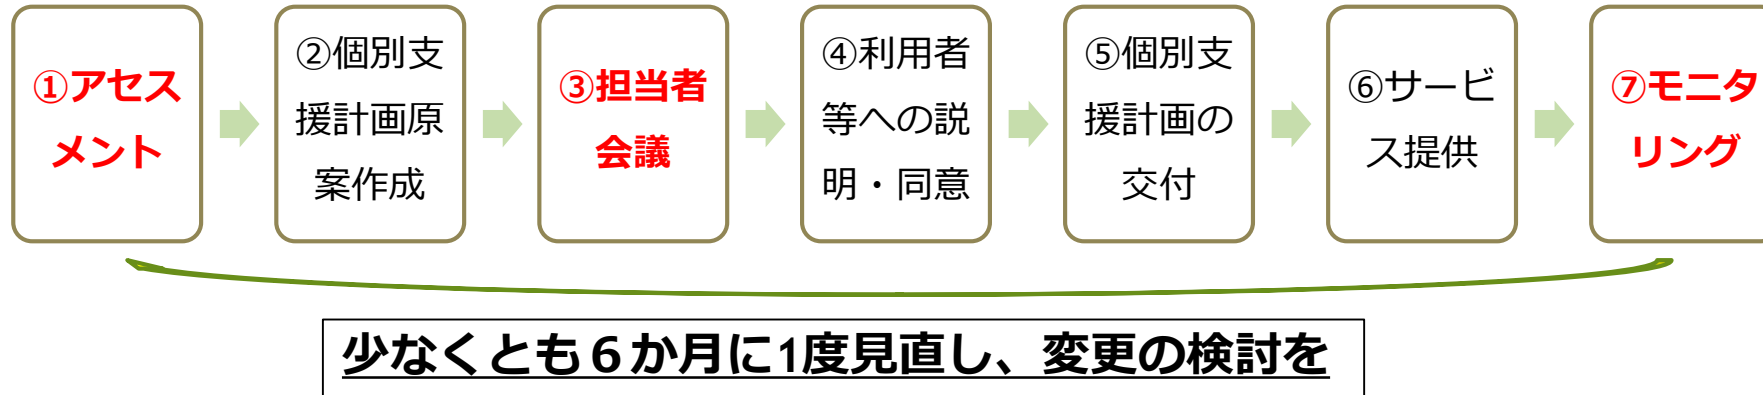 ①アセス
メント
②個別支
援計画原
案作成
③担当者
会議
④利用者
等への説
明・同意
⑤個別支
援計画の
交付
⑥サービ
ス提供
⑦モニタ
リング
少なくとも６か月に1度見直し、変更の検討を